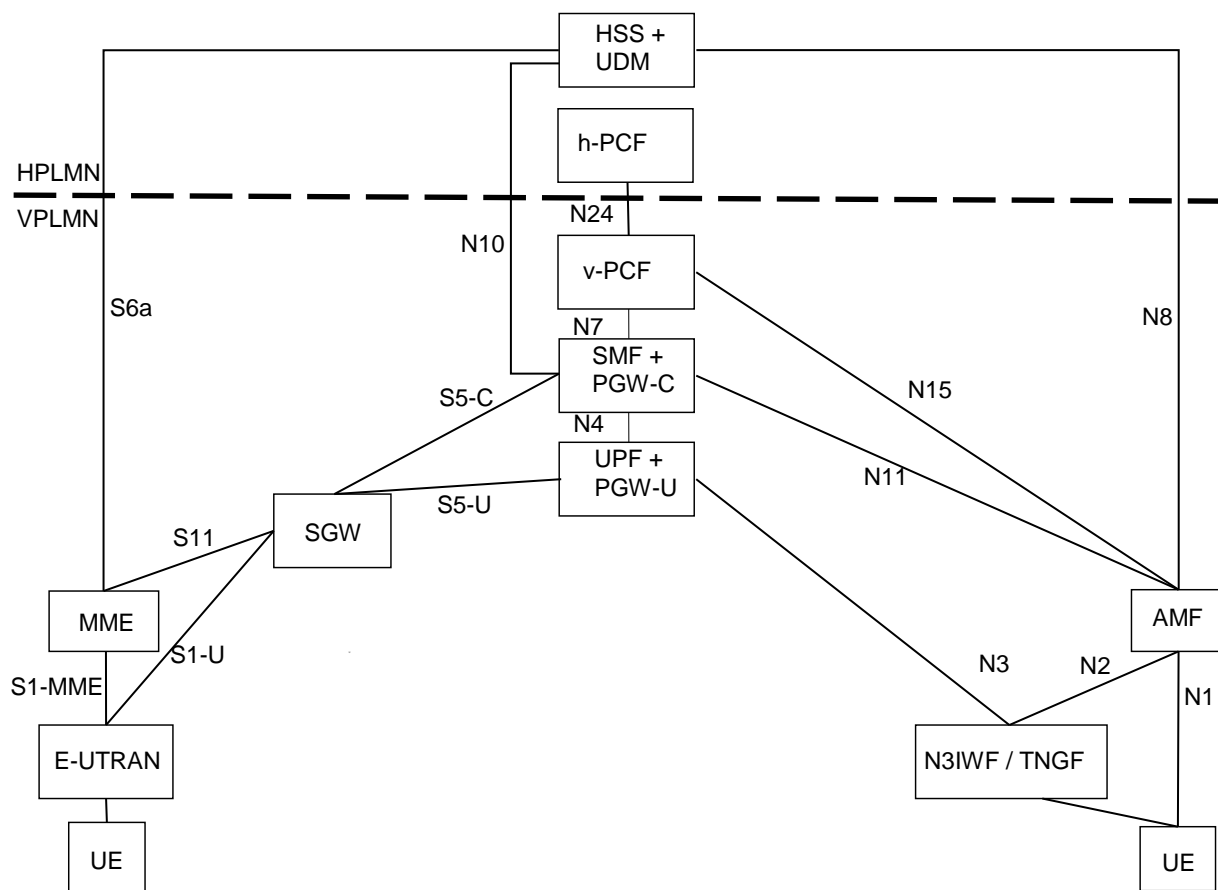 HSS +
UDM
h-PCF
HPLMN
VPLMN
N24
N10
v-PCF
S6a
N8
N7
SMF +
PGW-C
N15
S5-C
N4
UPF +
PGW-U
N11
S5-U
SGW
S11
MME
AMF
S1-U
N3
N2
S1-MME
N1
E-UTRAN
N3IWF / TNGF
UE
UE